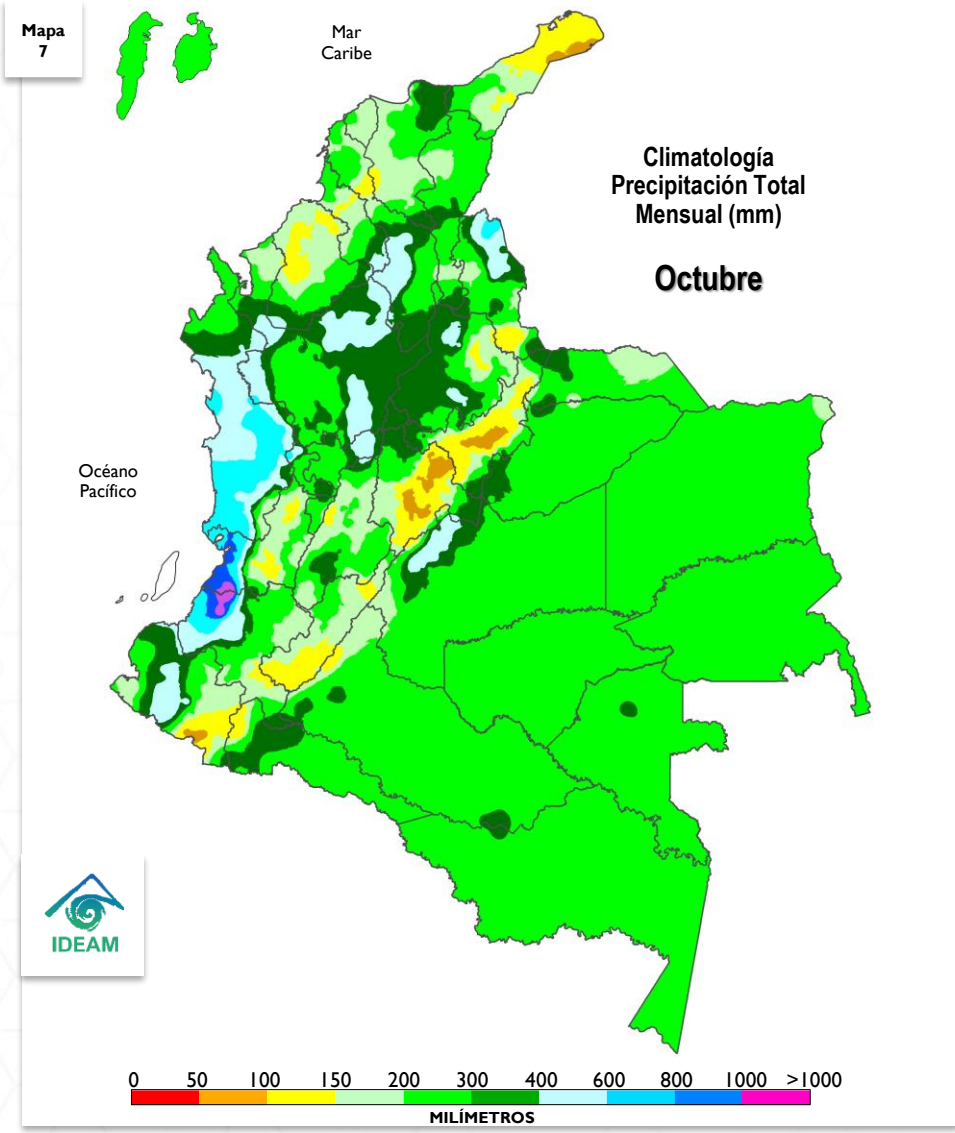 Mapa
7
Mar
Caribe
Climatología
Precipitación Total
Mensual (mm)
Octubre
Océano
Pacífico
IDEAM
0 50 100 150 200 300 400 600 800 1000 >1000
MILÍMETROS